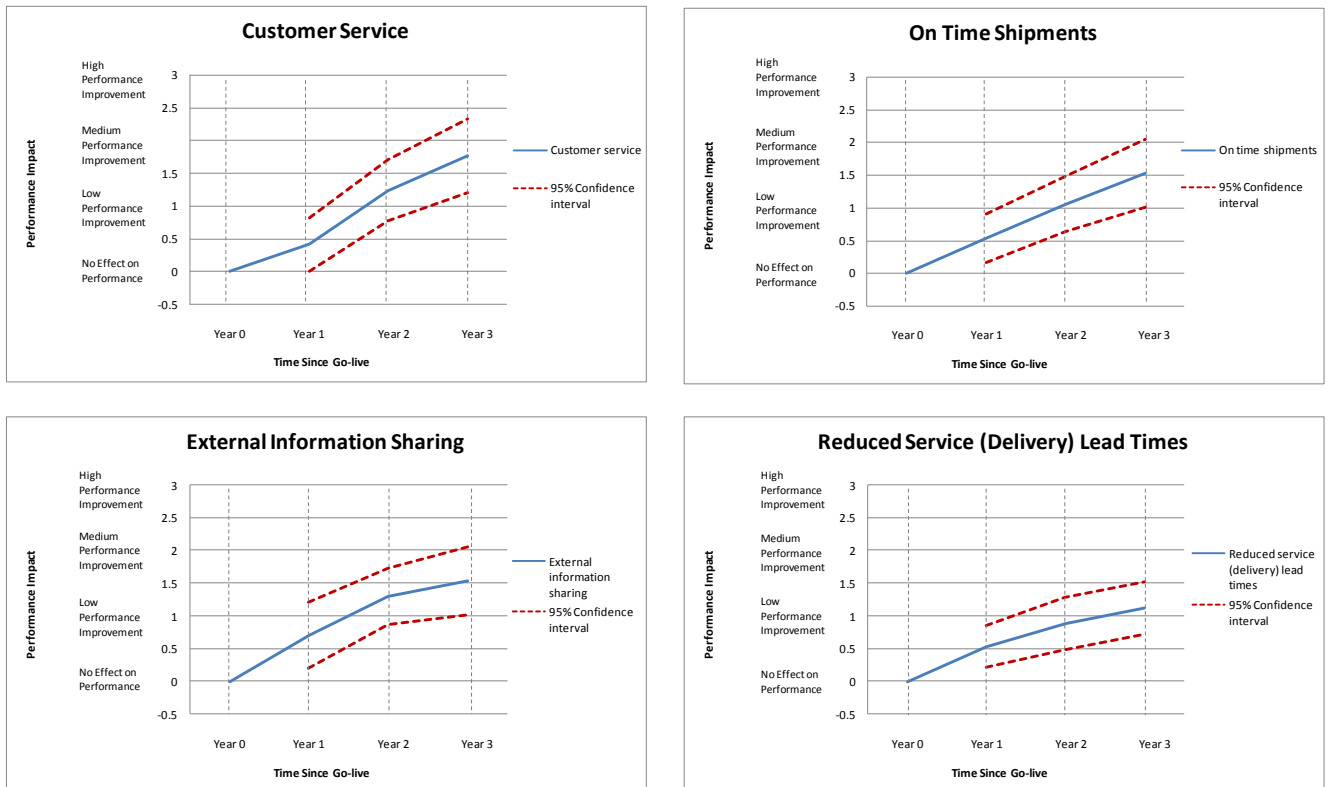 Customer Service
Performance Impact
High
Performance
Improvement
Medium
Performance
Improvement
Low
Performance
Improvement
No Effect on
Performance
3
2.5
1.5
1
0.5
0
-0.5
Year 0 Year 1 Year 2 Year 3
Time Since Go-live
Customer service
95% Confidence
interval
On Time Shipments
Performance Impact
High
Performance
Improvement
Medium
Performance
Improvement
Low
Performance
Improvement
No Effect on
Performance
3
2.5
2
1.5
1
0.5
0
-0.5
Year 0 Year 1 Year 2 Year 3
Time Since Go-live
On time shipments
95% Confidence
interval
External Information Sharing
Performance Impact
High
Performance
Improvement
Medium
Performance
Improvement
Low
Performance
Improvement
No Effect on
Performance
3
2.5
2
1.5
1
0.5
0
-0.5
Year 0 Year 1 Year 2 Year 3
Time Since Go-live
External
information
sharing
95% Confidence
interval
Reduced Service (Delivery) Lead Times
Performance Impact
High
Performance
Improvement
Medium
Performance
Improvement
Low
Performance
Improvement
No Effect on
Performance
3
2.5
2
1.5
1
0.5
0
-0.5
Year 0 Year 1 Year 2 Year 3
Time Since Go-live
Reduced service
(delivery) lead
times
95% Confidence
interval